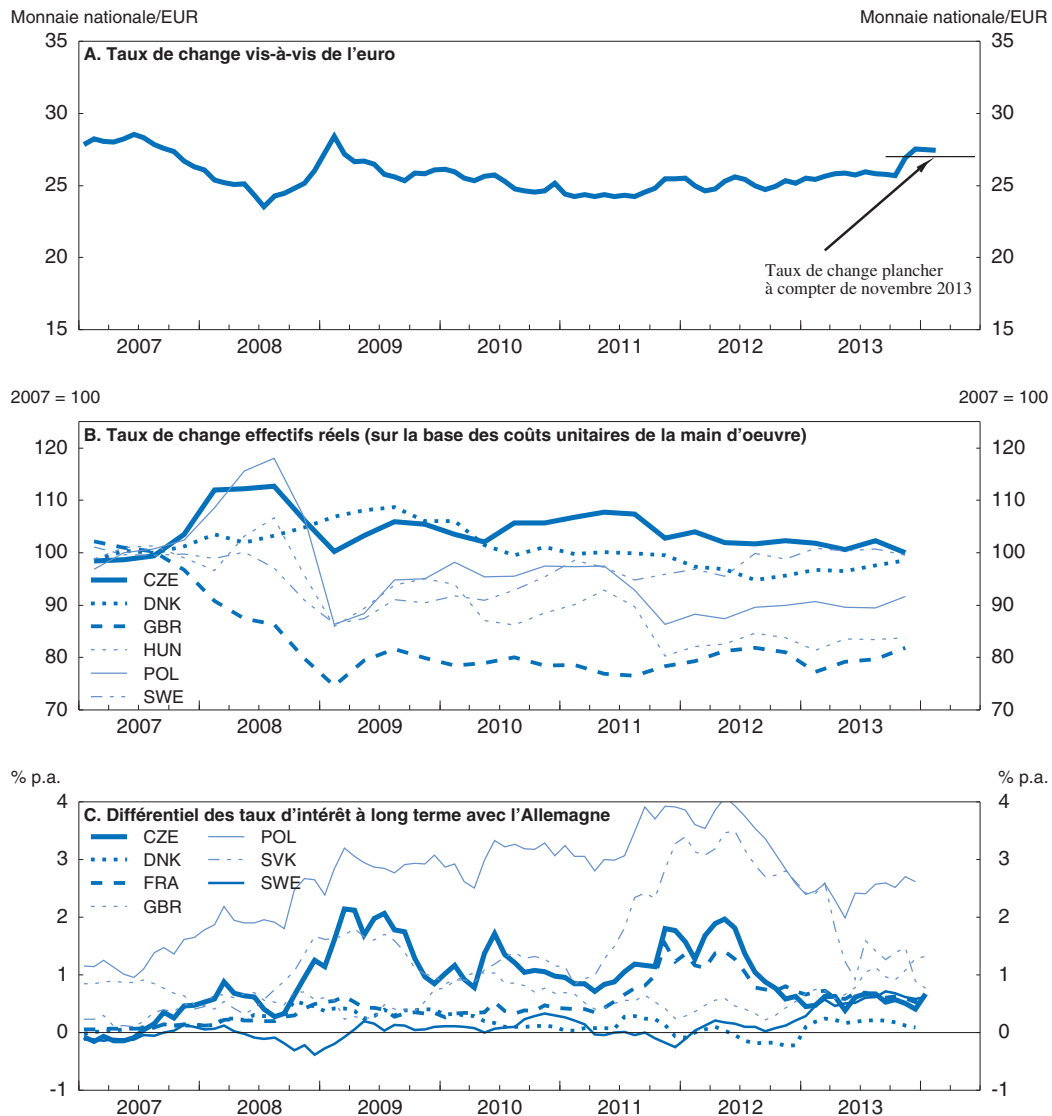 Monnaie nationale/EUR Monnaie nationale/EUR
35 35
A. Taux de change vis-à-vis de l'euro
30 30
25 25
20 20
Taux de change plancher
à compter de novembre 2013
15 15
2007 2008 2009 2010 2011 2012 2013
2007 = 100 2007 = 100
B. Taux de change effectifs réels (sur la base des coûts unitaires de la main d'oeuvre)
120 120
110 110
100 100
CZE
DNK
90 90
GBR
HUN
80 80
POL
SWE
70 70
2007 2008 2009 2010 2011 2012 2013
% p.a. % p.a.
4 4
C. Différentiel des taux d'intérêt à long terme avec l'Allemagne
CZE POL
DNK SVK
3 3
FRA SWE
GBR
2 2
1 1
0 0
-1 -1
2007 2008 2009 2010 2011 2012 2013